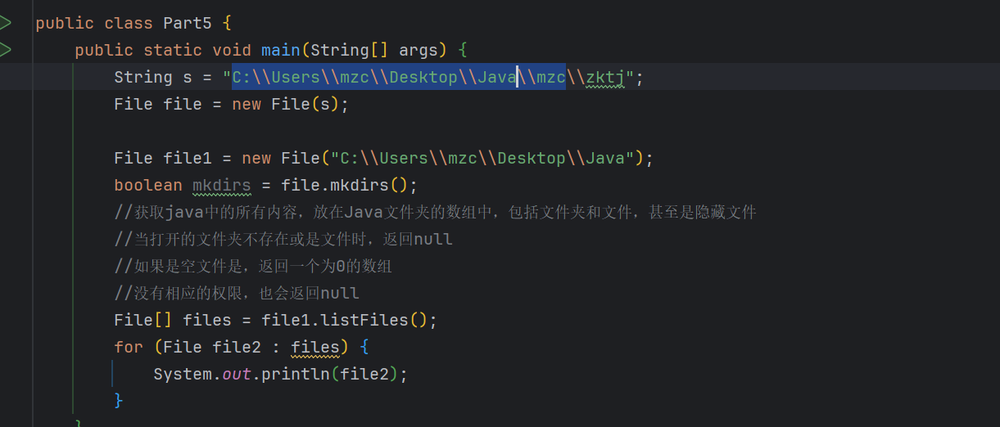 public class Part5 {
public static void main(String[] args) {
String s = "C:\\Users\\mzc\\Desktop\\Java\\mzc\\zktj";
File file = new File(s);
File file1 = new File("C:\\Users\\mzc\\Desktop\\Java");
boolean mkdirs = file.mkdirs();
//获取java中的所有内容，放在Java文件夹的数组中，包括文件夹和文件，甚至是隐藏文件
//当打开的文件夹不存在或是文件时，返回null
//如果是空文件是，返回一个为0的数组
//没有相应的权限，也会返回null
File[] files = file1.listFiles();
for (File file2 : files) {
System.out.println(file2);
}
}